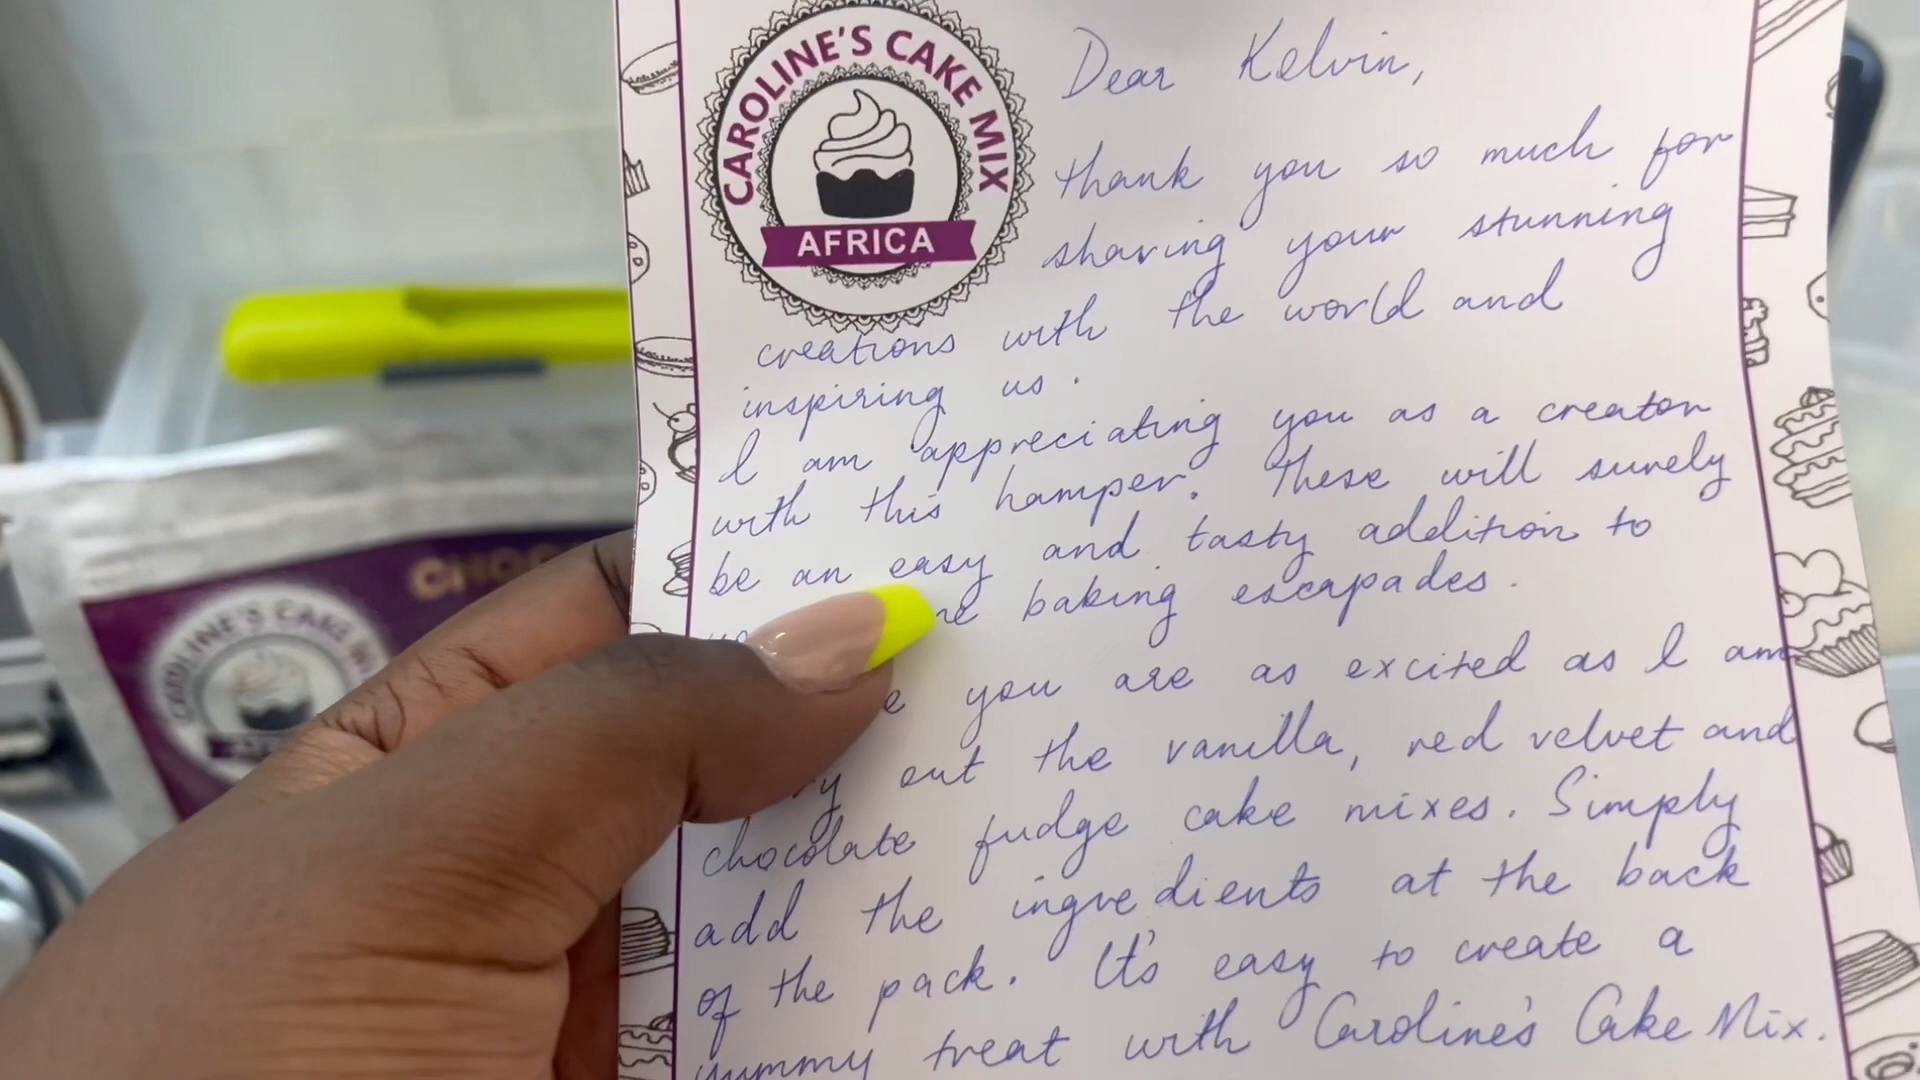 CAROLINE'S CAKE MIX
AFRICA
Dear Kelvin,
thank you so much for
sharing your stunning
creations with the world and
inspiring us.
I am appreciating you as a creator
with this hamper. These will surely
be an easy and tasty addition to
baking escapades.
you are as excited as I am
out the vanilla, red velvet and
chocolate fudge cake mixes. Simply
add the ingredients at the back
of the pack. It's easy to create a
yummy treat with Caroline's Cake Mix.
CAROLINE'S CAKE